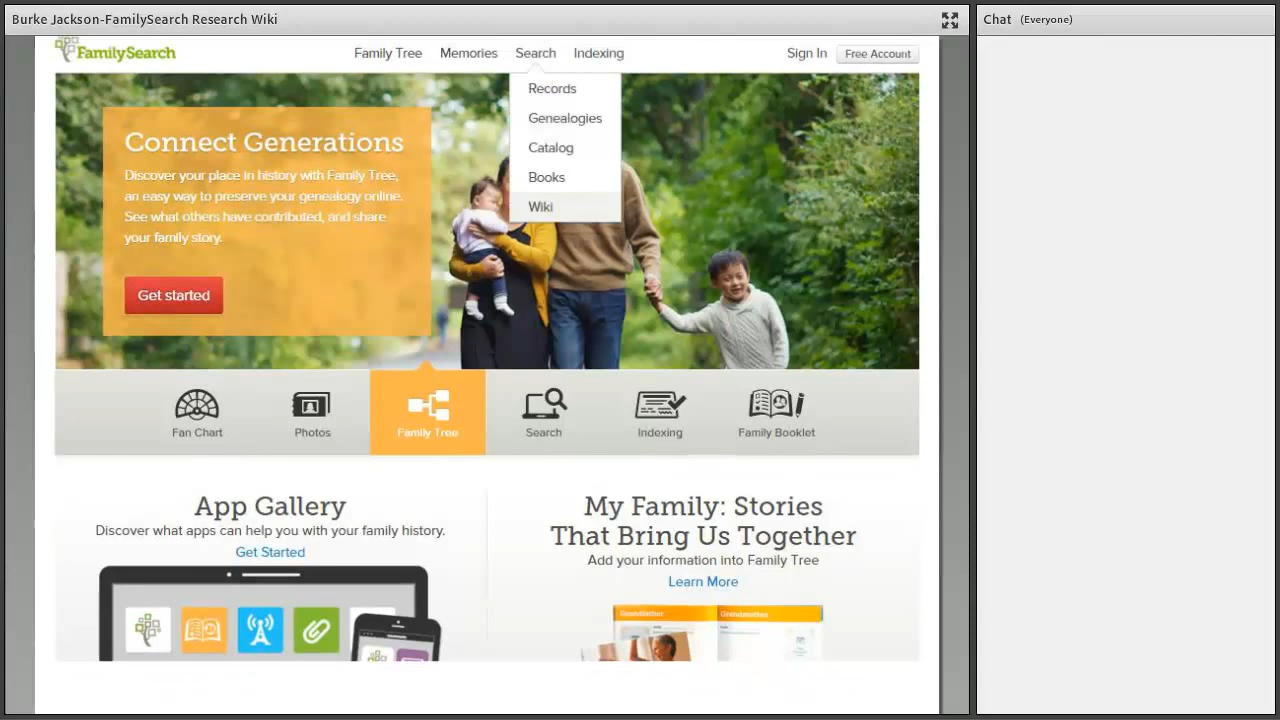 Burke Jackson-FamilySearch Research Wiki
Chat (Everyone)
FamilySearch
Family Tree Memories Search Indexing
Sign In Free Account
Records
Genealogies
Catalog
Books
Wiki
Connect Generations
Discover your place in history with Family Tree,
an easy way to preserve your genealogy online.
See what others have contributed, and share
your family story.
Get started
Fan Chart
Photos
Family Tree
Search
Indexing
Family Booklet
App Gallery
Discover what apps can help you with your family history.
Get Started
My Family: Stories
That Bring Us Together
Add your information into Family Tree
Learn More
Grandfather
Grandmother